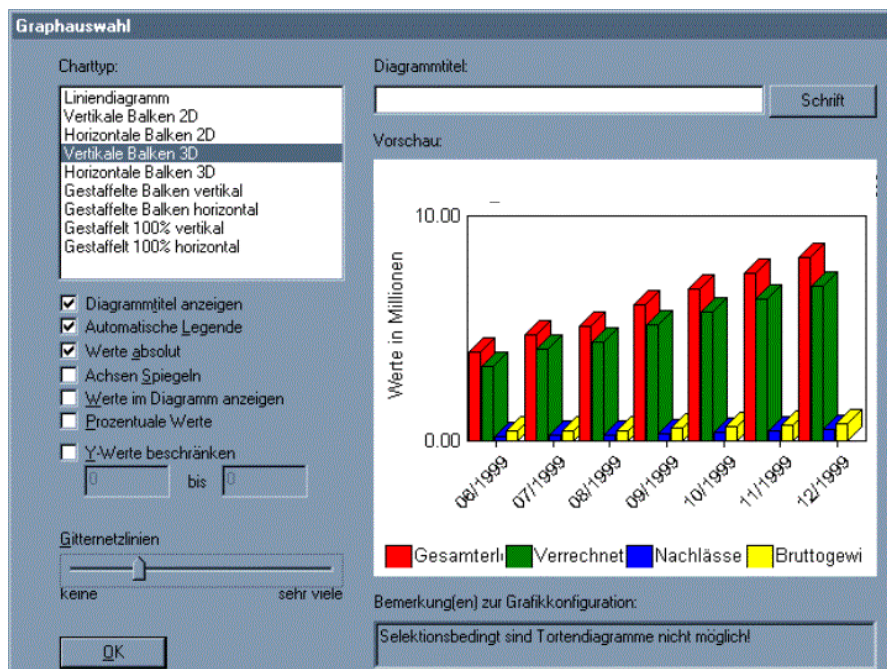 Graphauswahl
Charttyp:
Liniendiagramm
Vertikale Balken 2D
Horizontale Balken 2D
Vertikale Balken 3D
Horizontale Balken 3D
Gestaffelte Balken vertikal
Gestaffelte Balken horizontal
Gestaffelt 100% vertikal
Gestaffelt 100% horizontal
Diagrammtitel anzeigen
Automatische Legende
Werte absolut
Achsen Spiegeln
Werte im Diagramm anzeigen
Prozentuale Werte
Y-Werte beschränken
0 bis 0
Gitternetzlinien
keine sehr viele
OK
Diagrammtitel:
Schrift
Vorschau:
10.00
Werte in Millionen
0.00
06/1999 07/1999 08/1999 09/1999 10/1999 11/1999 12/1999
Gesamterl Verrechnet Nachlässe Bruttogewi
Bemerkung(en) zur Grafikkonfiguration:
Selektionsbedingt sind Tortendiagramme nicht möglich!